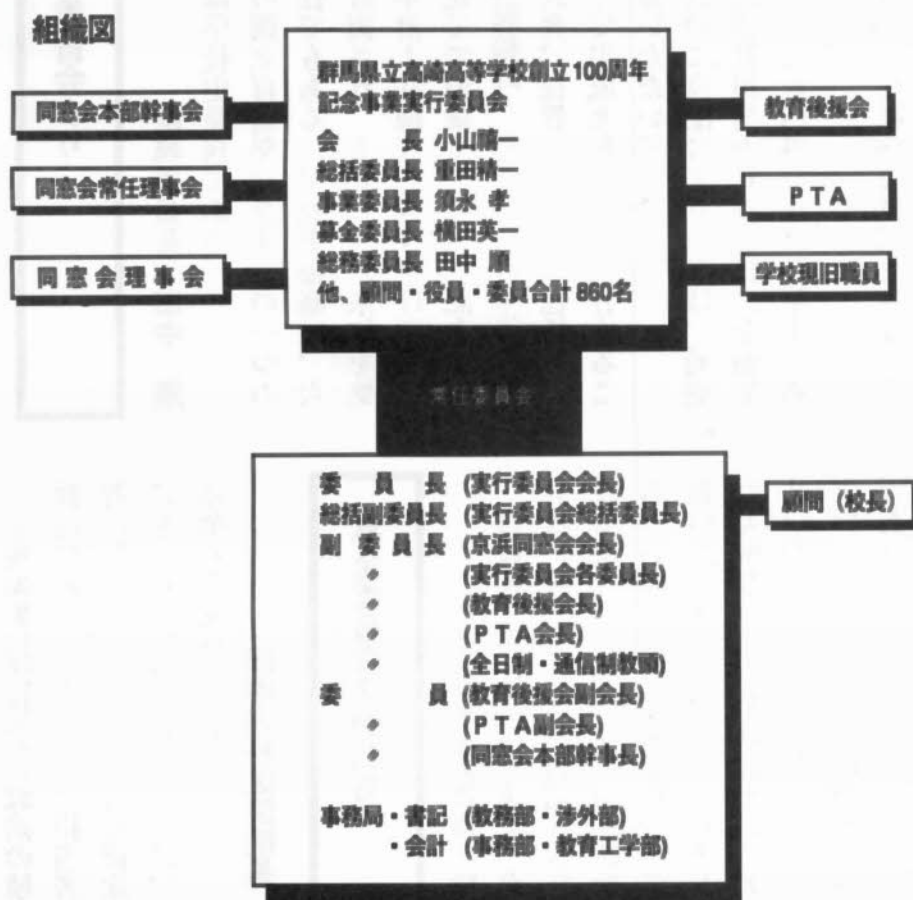 組織図
群馬県立高崎高等学校創立100周年
記念事業実行委員会
会　　　長 小山禧一
総括委員長 重田精一
事業委員長 須永 孝
募金委員長 横田英一
総務委員長 田中 順
他、顧問・役員・委員合計 860名
同窓会本部幹事会
同窓会常任理事会
同窓会理事会
教育後援会
PTA
学校現旧職員
常任委員会
委　員　長 (実行委員会会長)
総括副委員長 (実行委員会総括委員長)
副 委 員 長 (京浜同窓会会長)
〃 (実行委員会各委員長)
〃 (教育後援会長)
〃 (PTA会長)
〃 (全日制・通信制教頭)
委　　　員 (教育後援会副会長)
〃 (PTA副会長)
〃 (同窓会本部幹事長)
事務局・書記 (教務部・渉外部)
・会計 (事務部・教育工学部)
顧問（校長）